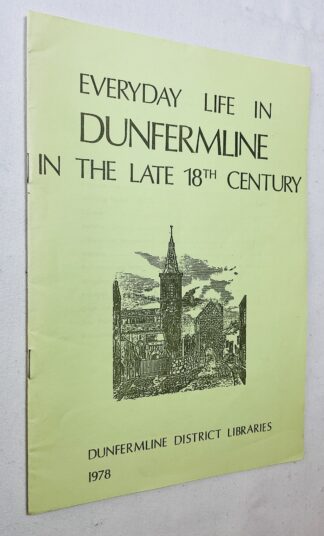 EVERYDAY LIFE IN
DUNFERMLINE
IN THE LATE 18TH CENTURY
DUNFERMLINE DISTRICT LIBRARIES
1978